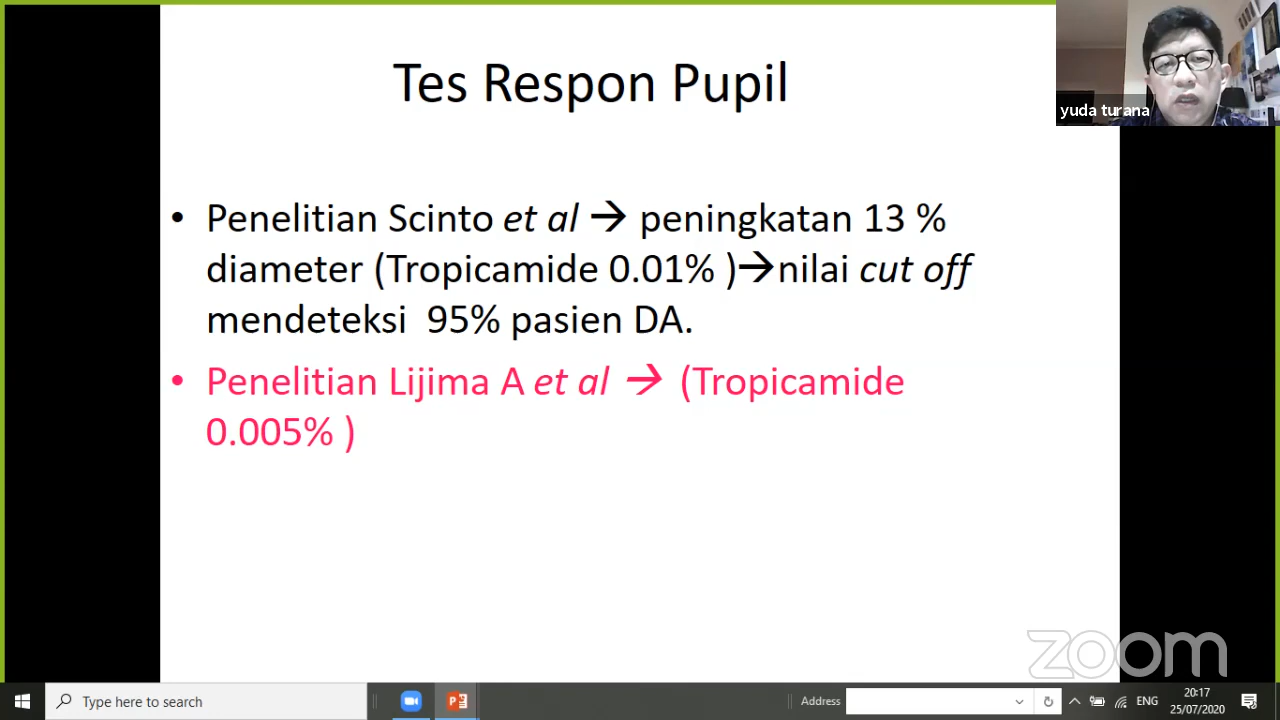 Tes Respon Pupil
yuda turana
• Penelitian Scinto et al → peningkatan 13 %
diameter (Tropicamide 0.01% )→nilai cut off
mendeteksi 95% pasien DA.
• Penelitian Lijima A et al → (Tropicamide
0.005% )
zoom
Type here to search
Address
ENG
20:17
25/07/2020